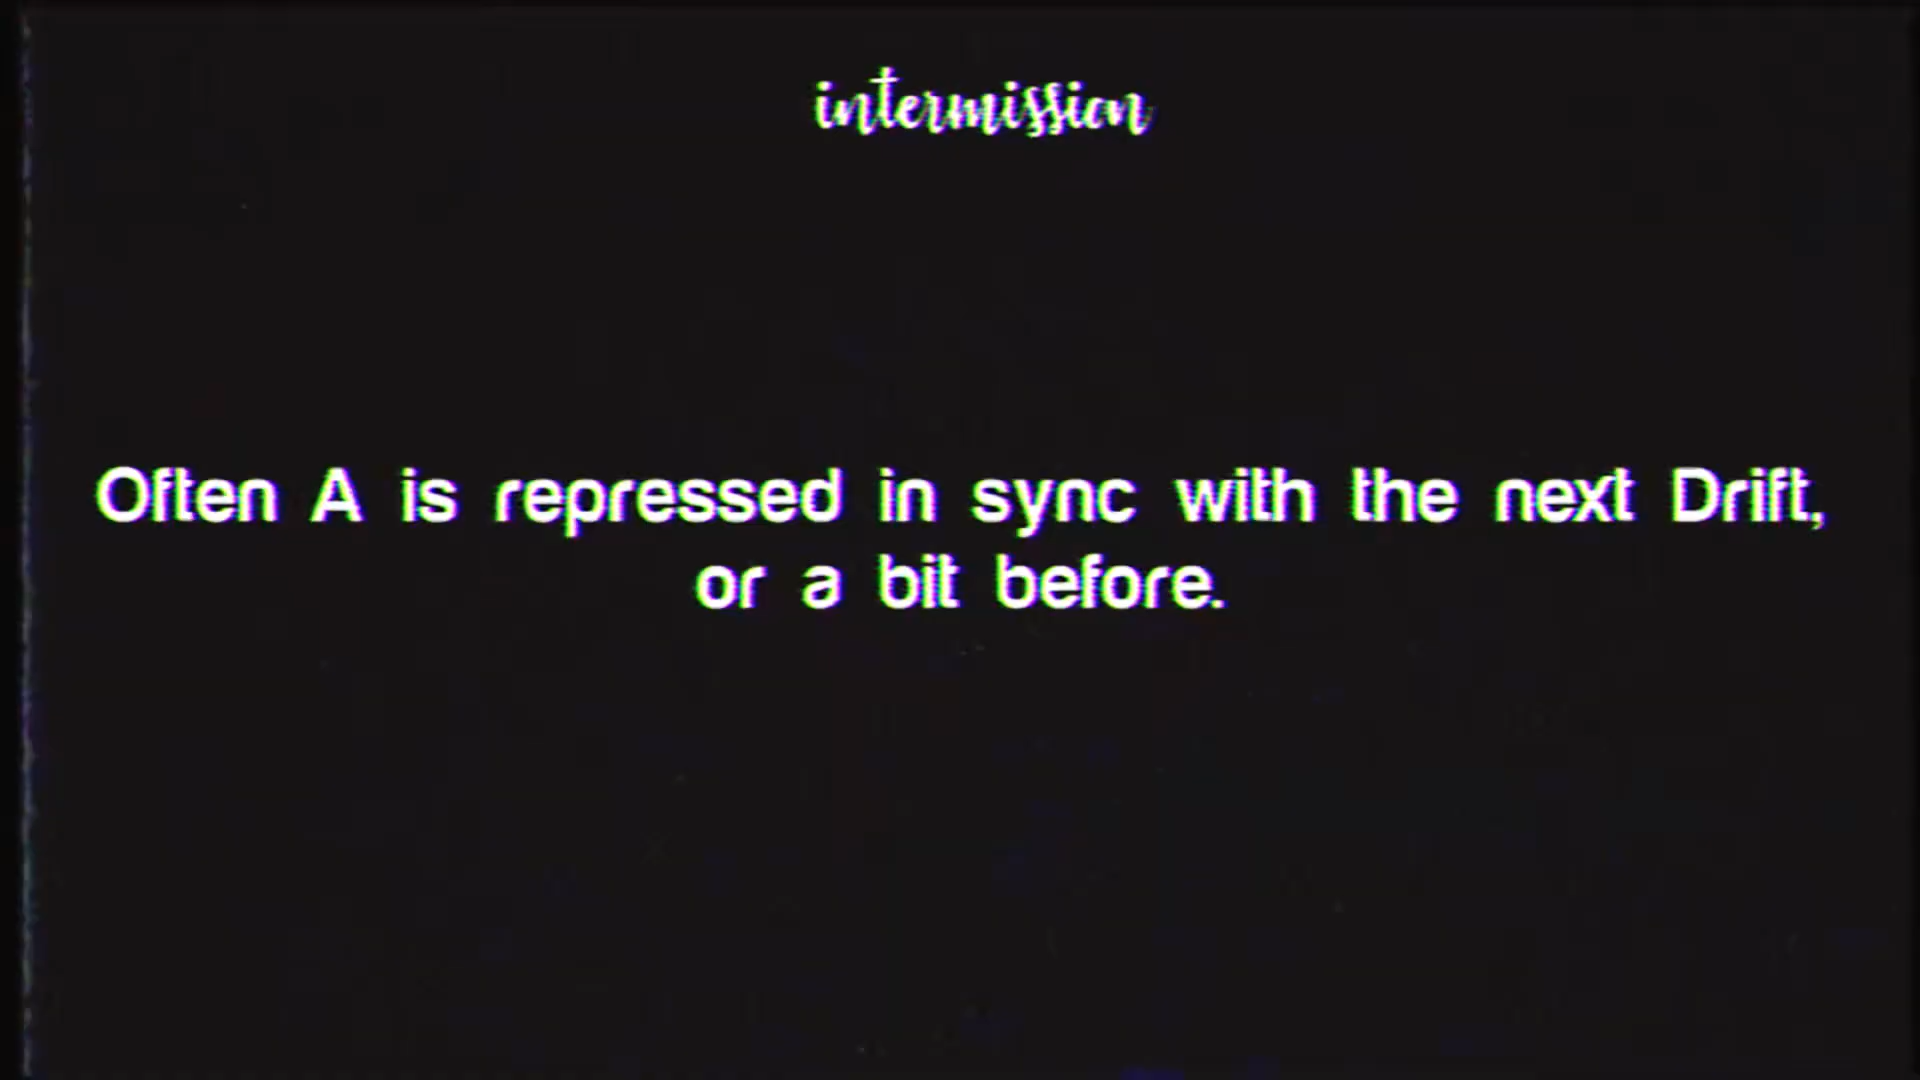 intermission
Often A is repressed in sync with the next Drift,
or a bit before.